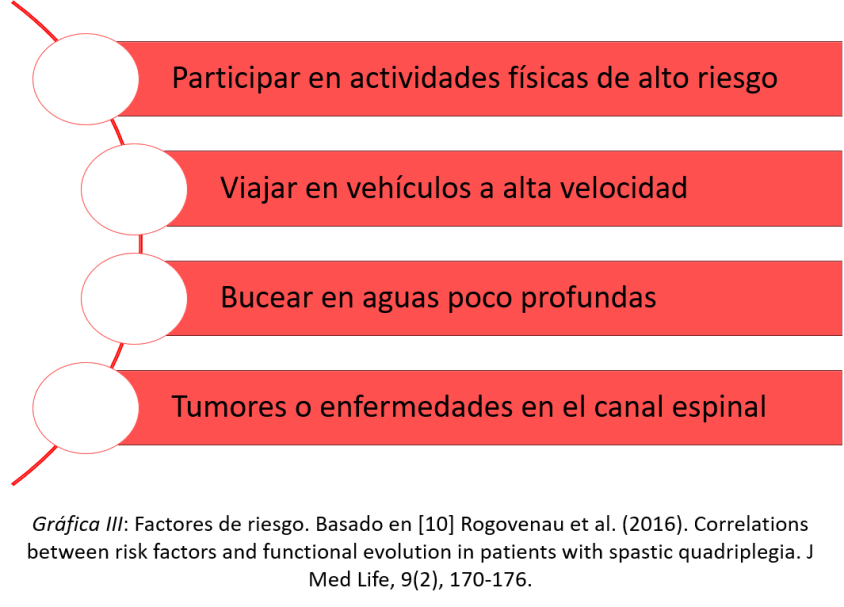 Participar en actividades físicas de alto riesgo
Viajar en vehículos a alta velocidad
Bucear en aguas poco profundas
Tumores o enfermedades en el canal espinal
Gráfica III: Factores de riesgo. Basado en [10] Rogovenau et al. (2016). Correlations
between risk factors and functional evolution in patients with spastic quadriplegia. J
Med Life, 9(2), 170-176.